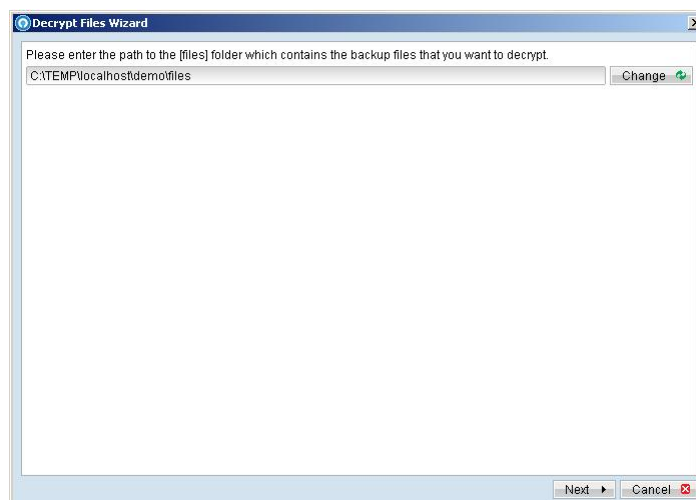 Decrypt Files Wizard
Please enter the path to the [files] folder which contains the backup files that you want to decrypt.
C:\TEMP\localhost\demo\files
Change
Next
Cancel